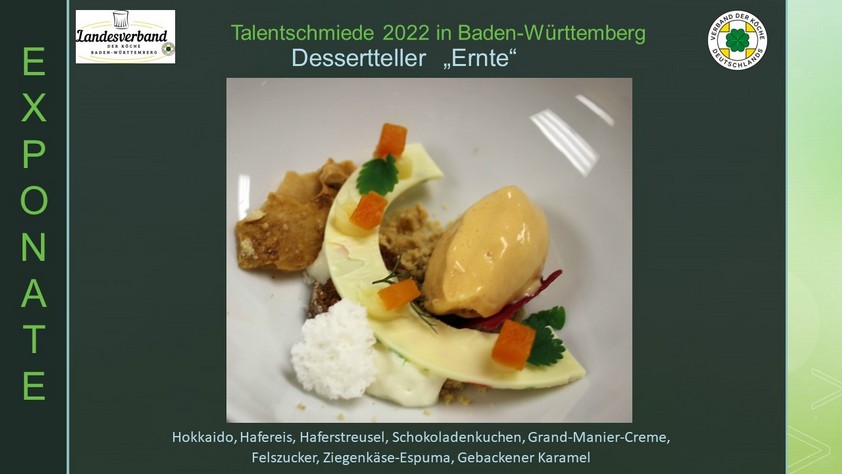 EXPONATE
Landesverband
DER KÖCHE
BADEN-WÜRTTEMBERG
Talentschmiede 2022 in Baden-Württemberg
Dessertteller „Ernte“
VERBAND DER KÖCHE
DEUTSCHLANDS
Hokkaido, Hafereis, Haferstreusel, Schokoladenkuchen, Grand-Manier-Creme,
Felszucker, Ziegenkäse-Espuma, Gebackener Karamel